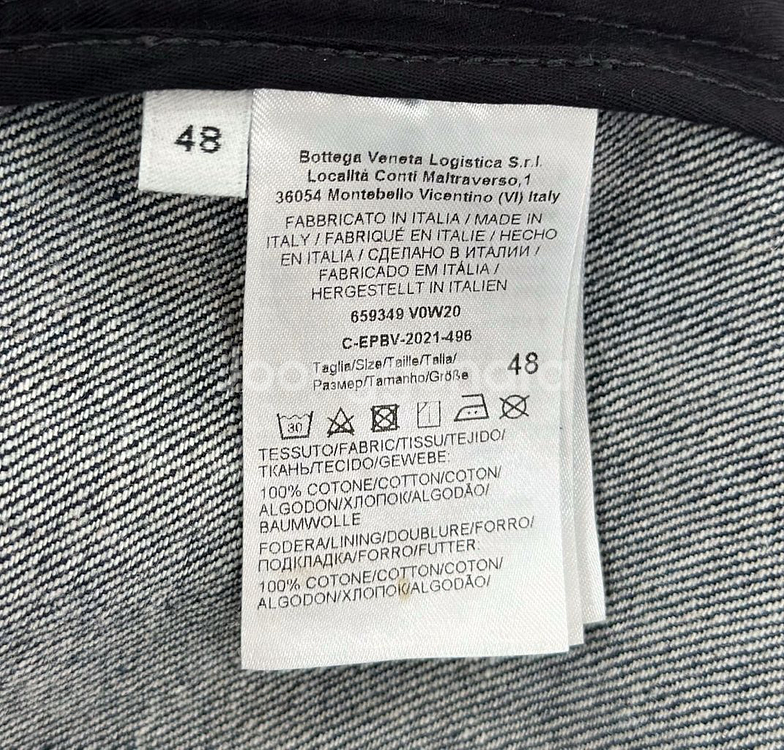 48
Bottega Veneta Logistica S.r.l.
Località Conti Maltraverso,1
36054 Montebello Vicentino (VI) Italy
FABBRICATO IN ITALIA / MADE IN
ITALY / FABRIQUÉ EN ITALIE / HECHO
EN ITALIA / СДЕЛАНО В ИТАЛИИ /
FABRICADO EM ITÁLIA /
HERGESTELLT IN ITALIEN
659349 V0W20
C-EPBV-2021-496
Taglia/Size/Taille/Talla/
Размер/Tamanho/Größe
48
30
TESSUTO/FABRIC/TISSU/TEJIDO/
ТКАНЬ/TECIDO/GEWEBE:
100% COTONE/COTTON/COTON/
ALGODON/ХЛОПОК/ALGODÃO/
BAUMWOLLE
FODERA/LINING/DOUBLURE/FORRO/
ПОДКЛАДКА/FORRO/FUTTER:
100% COTONE/COTTON/COTON/
ALGODON/ХЛОПОК/ALGODÃO/